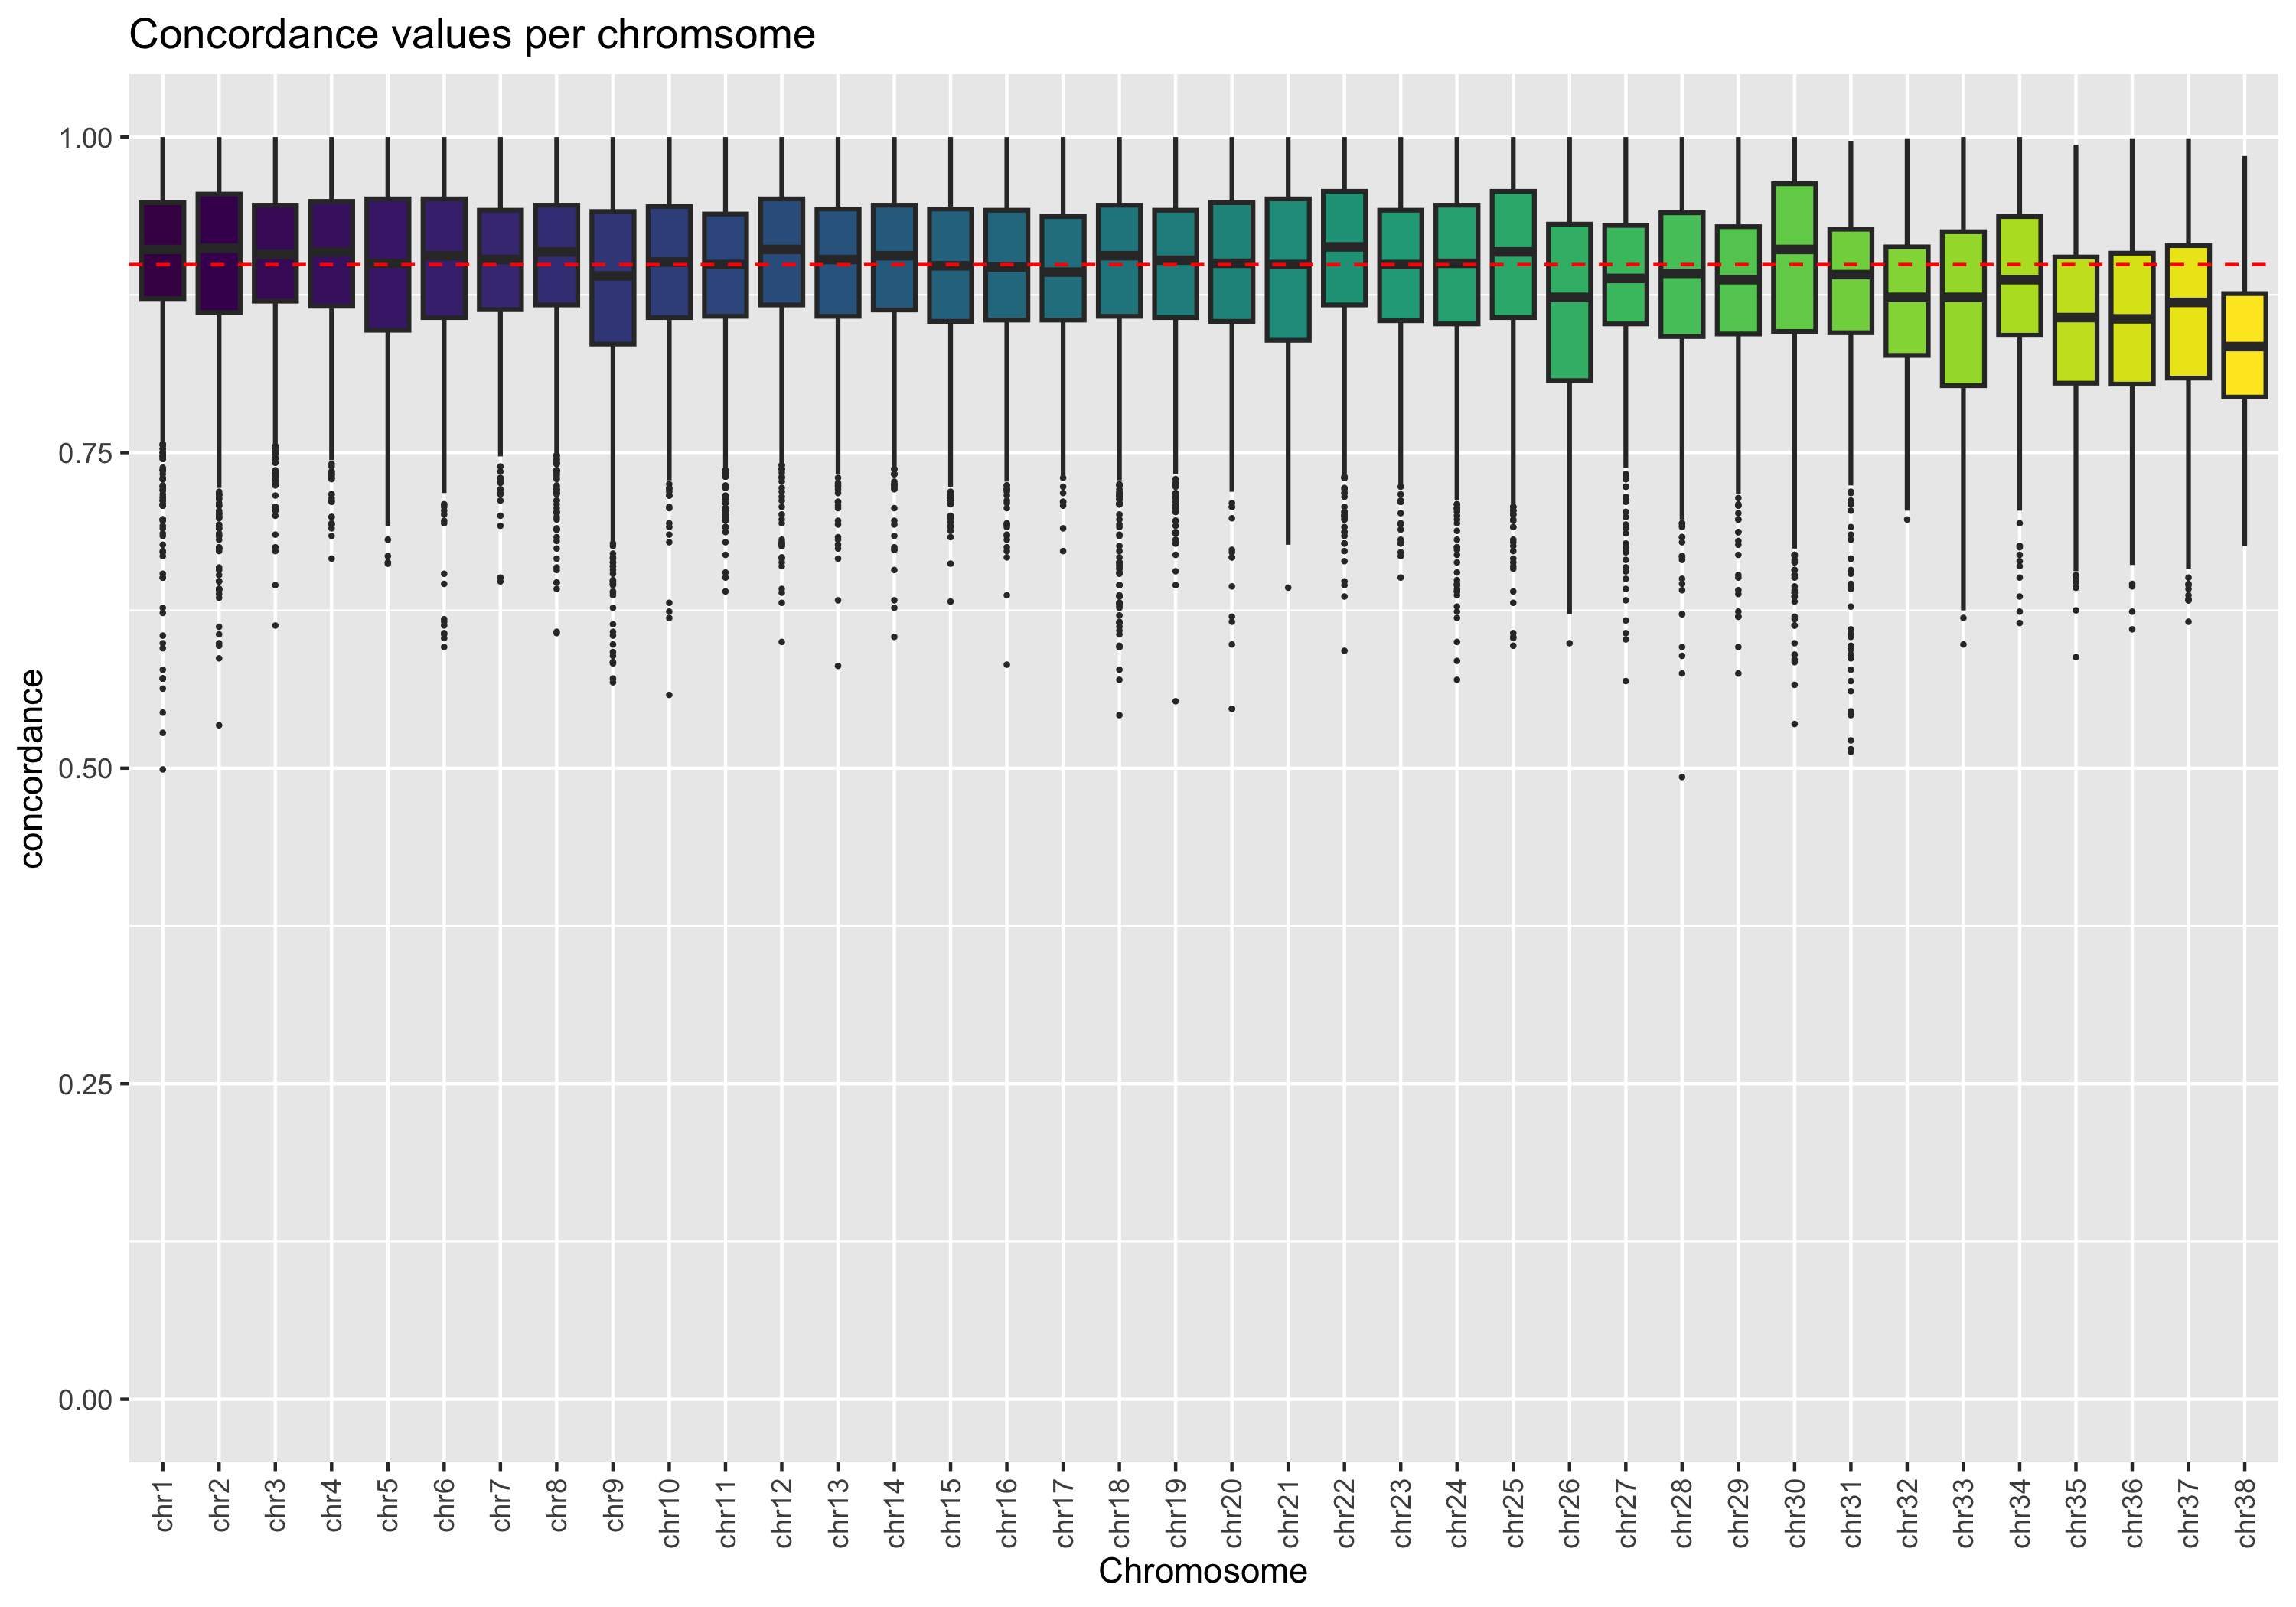 Concordance values per chromsome
concordance
1.00
0.75
0.50
0.25
0.00
chr1
chr2
chr3
chr4
chr5
chr6
chr7
chr8
chr9
chr10
chr11
chr12
chr13
chr14
chr15
chr16
chr17
chr18
chr19
chr20
chr21
chr22
chr23
chr24
chr25
chr26
chr27
chr28
chr29
chr30
chr31
chr32
chr33
chr34
chr35
chr36
chr37
chr38
Chromosome